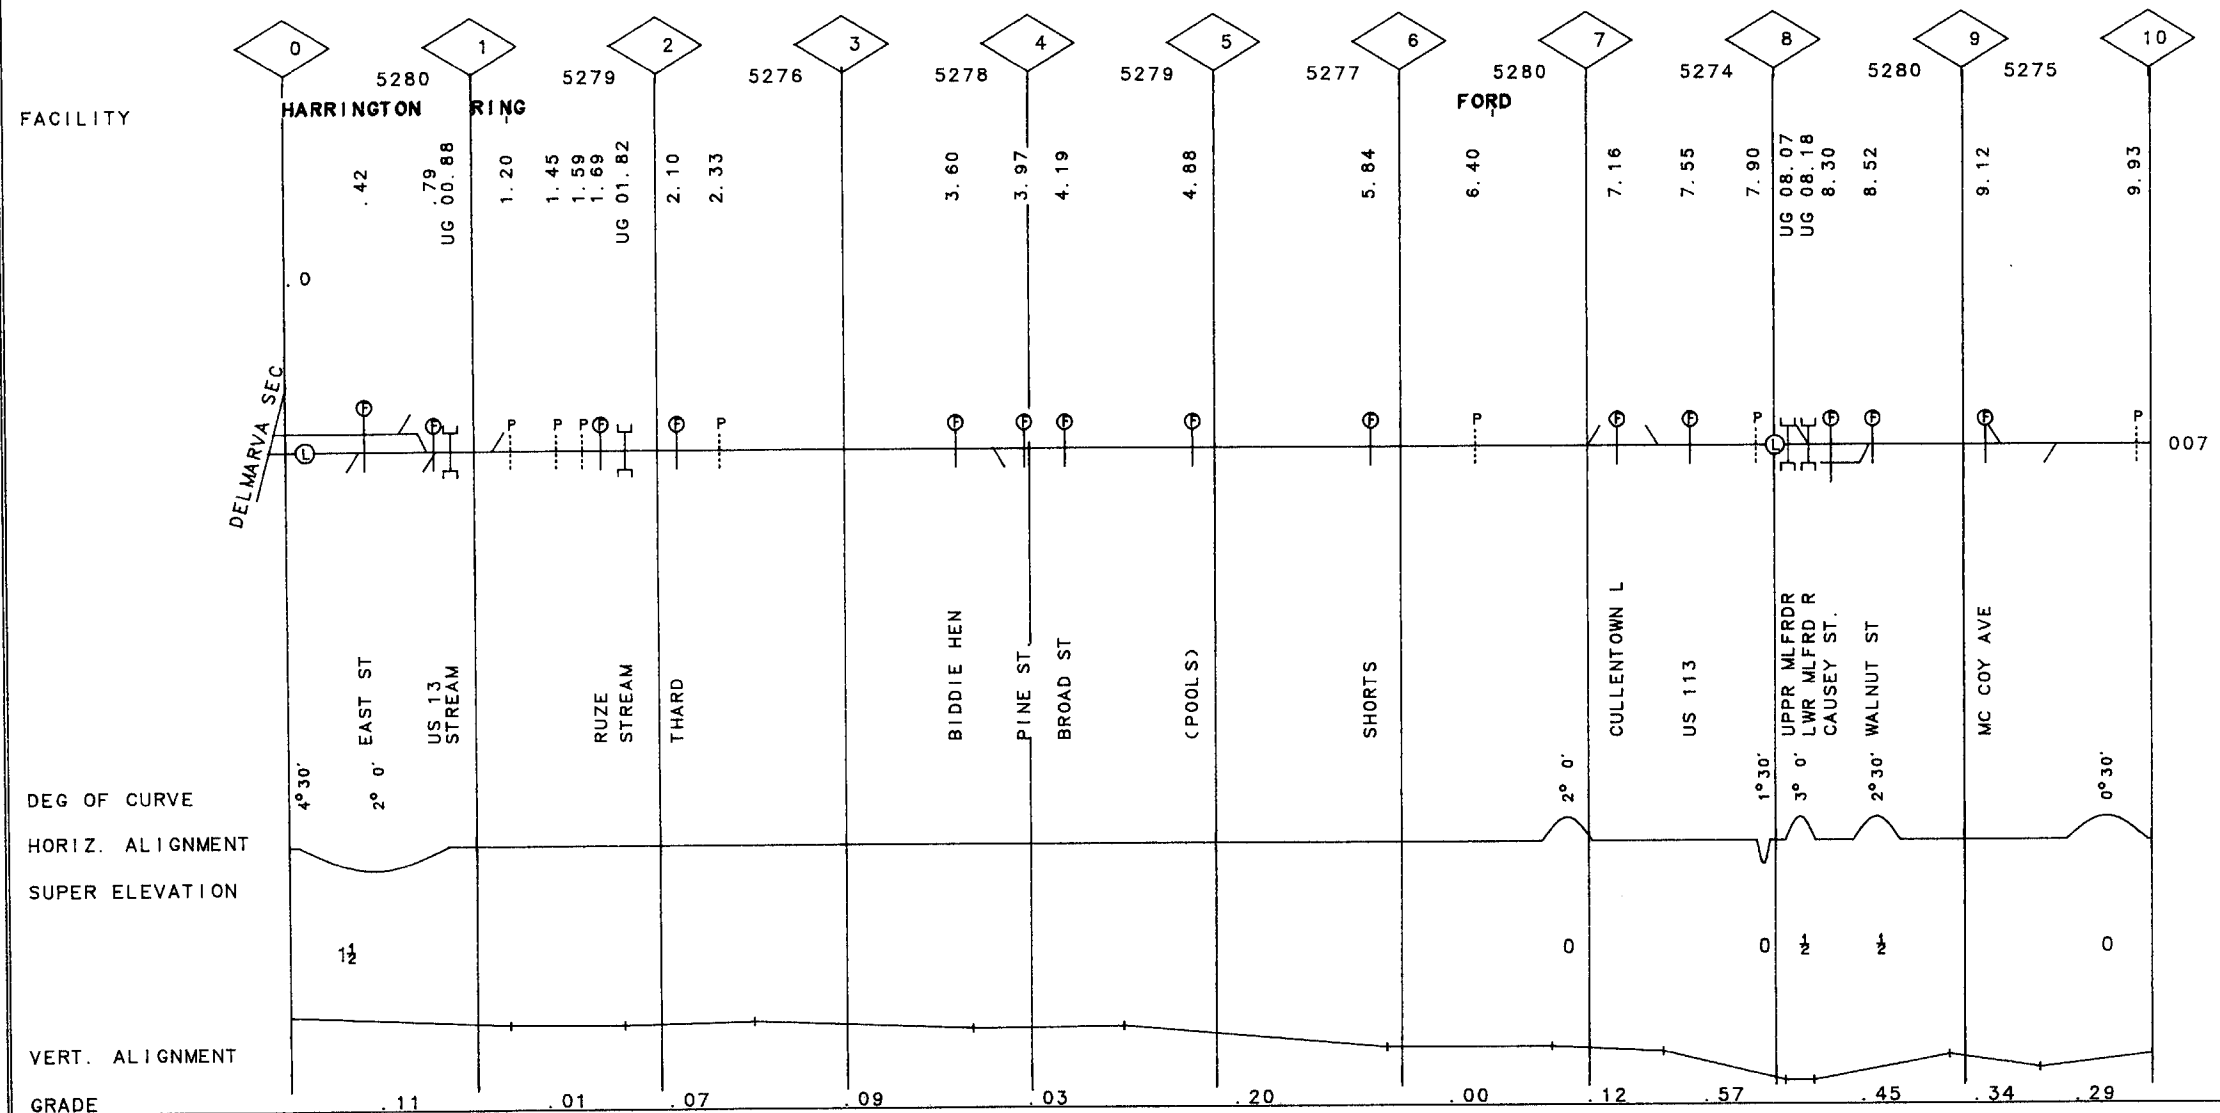 0 1 2 3 4 5 6 7 8 9 10
5280 5279 5276 5278 5279 5277 5280 5274 5280 5275
FACILITY HARRINGTON RING FORD
.42
.79
UG 00.88
1.20
1.45
1.59
1.69
UG 01.82
2.10
2.33
3.60
3.97
4.19
4.88
5.84
6.40
7.16
7.55
7.90
UG 08.07
UG 08.18
8.30
8.52
9.12
9.93
.0
DELMARVA SEC
F F P P P F P F P F F F F F P F F P F F F P
L L 007
EAST ST
US 13
STREAM
RUZE
STREAM
THARD
BIDDIE HEN
PINE ST
BROAD ST
(POOLS)
SHORTS
CULLENTOWN L
US 113
UPPR MLFRDR
LWR MLFRD R
CAUSEY ST.
WALNUT ST
MC COY AVE
DEG OF CURVE 4°30' 2° 0' 2° 0' 1°30' 3° 0' 2°30' 0°30'
HORIZ. ALIGNMENT
SUPER ELEVATION
1½ 0 0 ½ ½ 0
VERT. ALIGNMENT
GRADE .11 .01 .07 .09 .03 .20 .00 .12 .57 .45 .34 .29